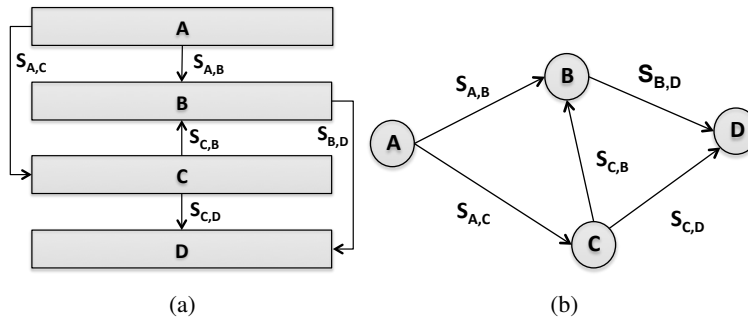 A
S_A,C
S_A,B
B
S_C,B
S_B,D
C
S_C,D
D
(a)
B
S_A,B
S_B,D
D
A
S_C,B
S_A,C
S_C,D
C
(b)